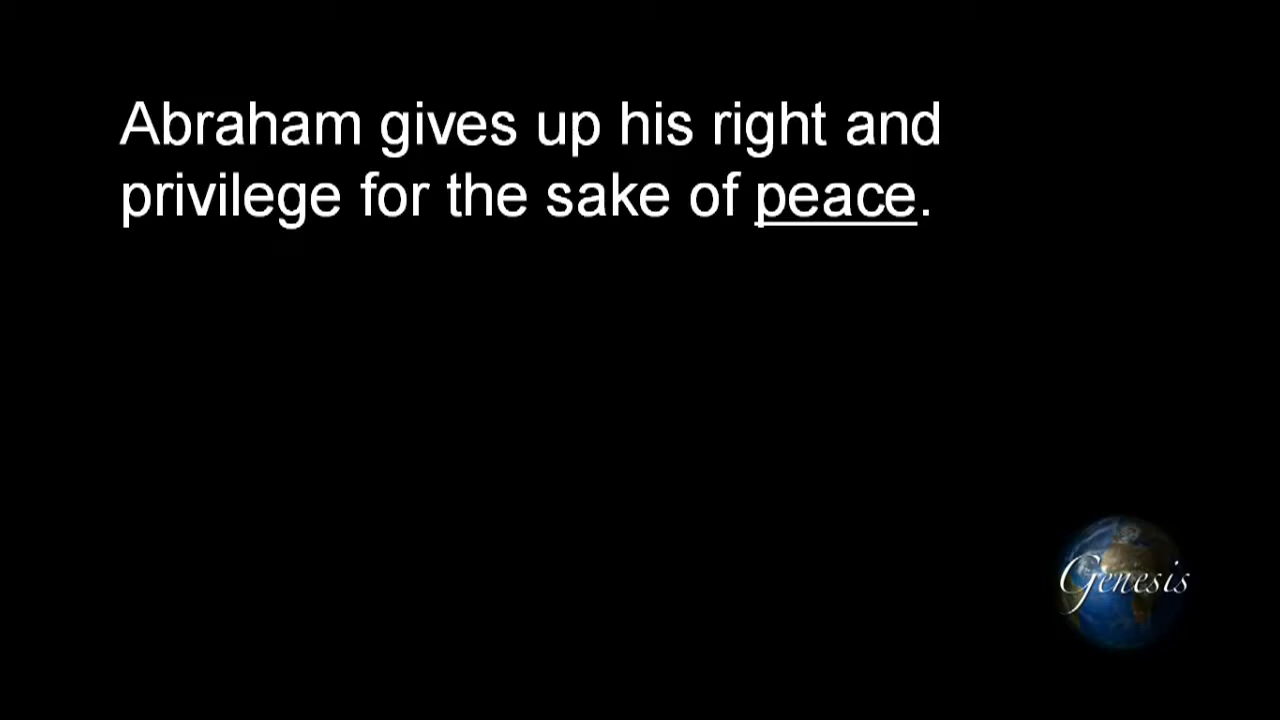 Abraham gives up his right and
privilege for the sake of peace.
Genesis